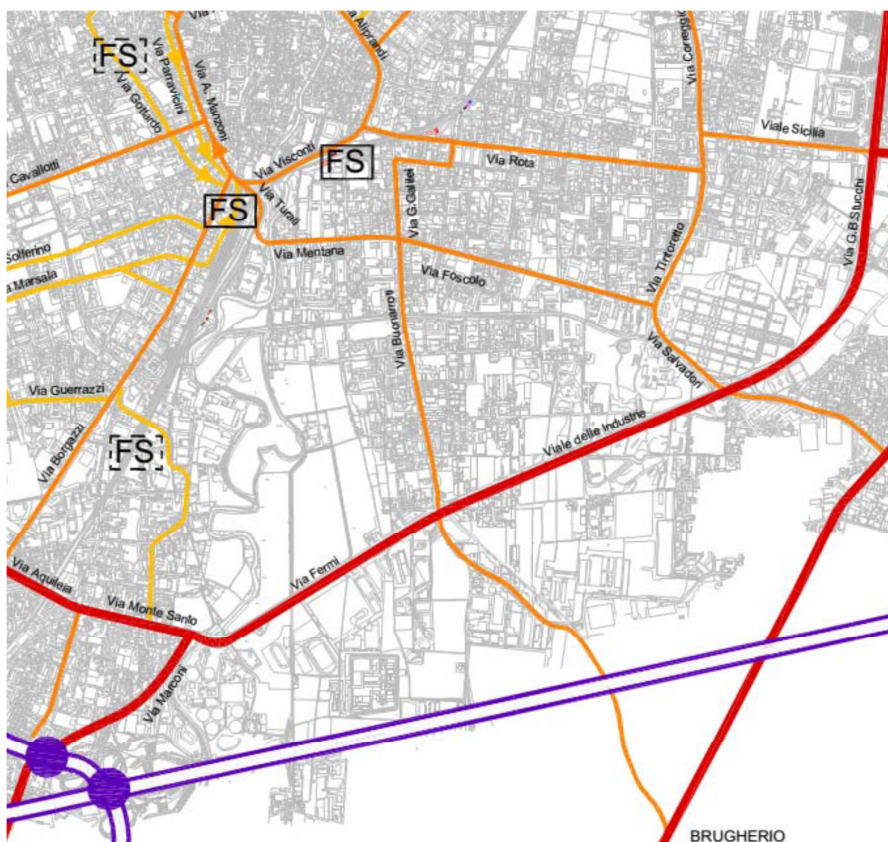 Via Aliprandi
FS
Via Parravicini
Via Gottardo
Via A. Manzoni
Via Correggio
Viale Sicilia
Cavallotti
Via Visconti
FS
Via Rota
FS
Via Turati
Via G.Galilei
Via G.B.Stucchi
Via Mentana
Solferino
Via Foscolo
Via Tintoretto
Marsala
Via Buonarroti
Via Salvadori
Via Guerrazzi
Viale delle Industrie
FS
Via Borgazzi
Via Aquileia
Via Fermi
Via Monte Santo
Via Marconi
BRUGHERIO